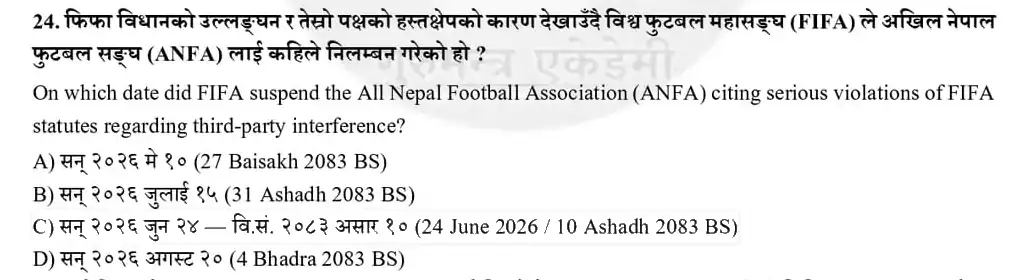 24. फिफा विधानको उल्लङ्घन र तेस्रो पक्षको हस्तक्षेपको कारण देखाउँदै विश्व फुटबल महासङ्घ (FIFA) ले अखिल नेपाल
फुटबल सङ्घ (ANFA) लाई कहिले निलम्बन गरेको हो ?
गुरुमन्त्र एकेडेमी
On which date did FIFA suspend the All Nepal Football Association (ANFA) citing serious violations of FIFA
statutes regarding third-party interference?
A) सन् २०२६ मे १० (27 Baisakh 2083 BS)
B) सन् २०२६ जुलाई १५ (31 Ashadh 2083 BS)
C) सन् २०२६ जुन २४ — वि.सं. २०८३ असार १० (24 June 2026 / 10 Ashadh 2083 BS)
D) सन् २०२६ अगस्ट २० (4 Bhadra 2083 BS)